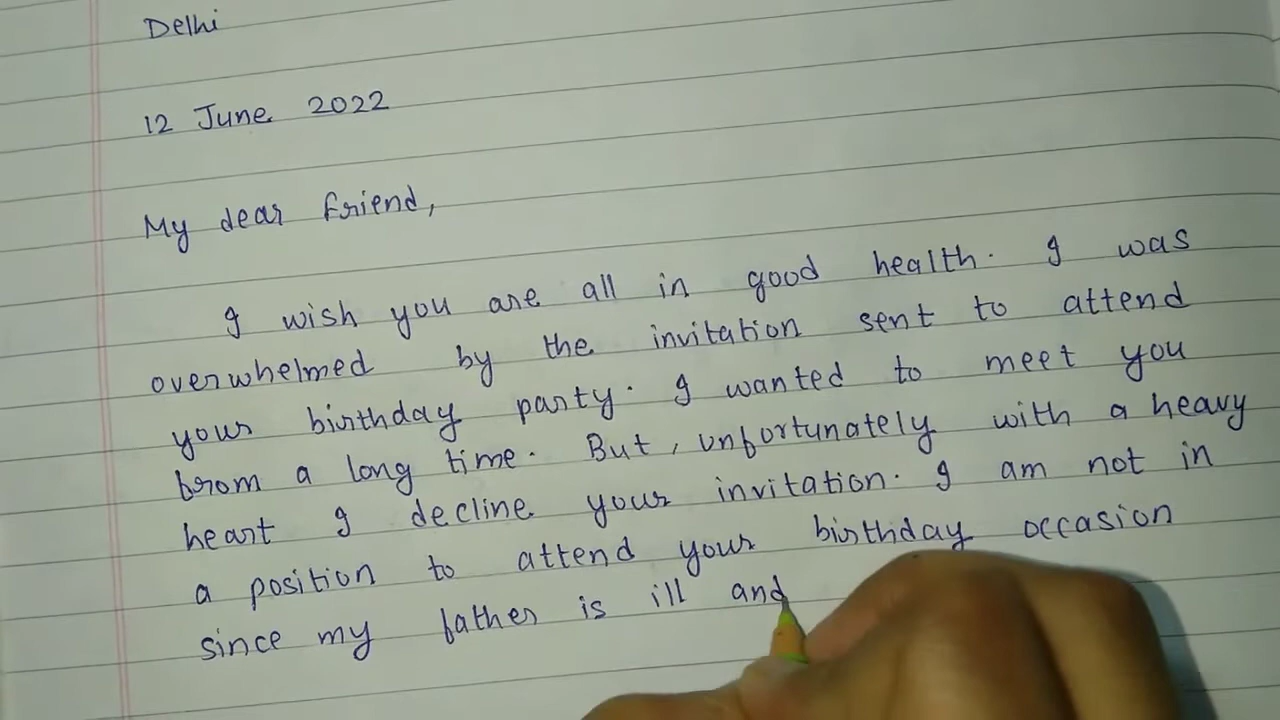 Delhi
12 June 2022
My dear friend,
I wish you are all in good health. I was
overwhelmed by the invitation sent to attend
your birthday party. I wanted to meet you
from a long time. But, unfortunately with a heavy
heart I decline your invitation. I am not in
a position to attend your birthday occasion
since my father is ill and